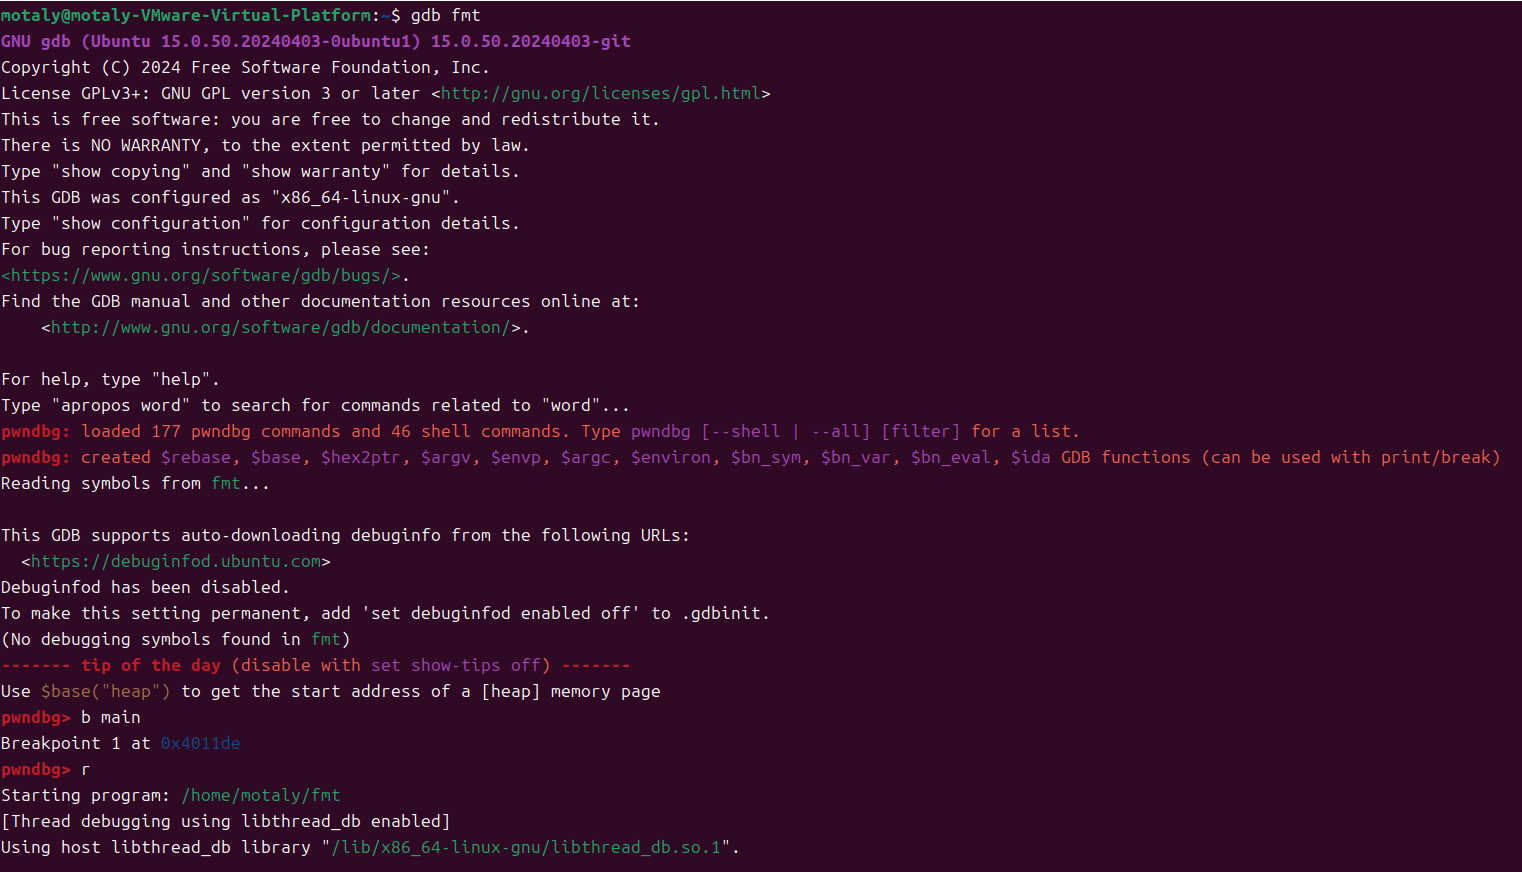 motaly@motaly-VMware-Virtual-Platform:~$ gdb fmt
GNU gdb (Ubuntu 15.0.50.20240403-0ubuntu1) 15.0.50.20240403-git
Copyright (C) 2024 Free Software Foundation, Inc.
License GPLv3+: GNU GPL version 3 or later <http://gnu.org/licenses/gpl.html>
This is free software: you are free to change and redistribute it.
There is NO WARRANTY, to the extent permitted by law.
Type "show copying" and "show warranty" for details.
This GDB was configured as "x86_64-linux-gnu".
Type "show configuration" for configuration details.
For bug reporting instructions, please see:
<https://www.gnu.org/software/gdb/bugs/>.
Find the GDB manual and other documentation resources online at:
    <http://www.gnu.org/software/gdb/documentation/>.

For help, type "help".
Type "apropos word" to search for commands related to "word"...
pwndbg: loaded 177 pwndbg commands and 46 shell commands. Type pwndbg [--shell | --all] [filter] for a list.
pwndbg: created $rebase, $base, $hex2ptr, $argv, $envp, $argc, $environ, $bn_sym, $bn_var, $bn_eval, $ida GDB functions (can be used with print/break)
Reading symbols from fmt...

This GDB supports auto-downloading debuginfo from the following URLs:
  <https://debuginfod.ubuntu.com>
Debuginfod has been disabled.
To make this setting permanent, add 'set debuginfod enabled off' to .gdbinit.
(No debugging symbols found in fmt)
------- tip of the day (disable with set show-tips off) -------
Use $base("heap") to get the start address of a [heap] memory page
pwndbg> b main
Breakpoint 1 at 0x4011de
pwndbg> r
Starting program: /home/motaly/fmt
[Thread debugging using libthread_db enabled]
Using host libthread_db library "/lib/x86_64-linux-gnu/libthread_db.so.1".